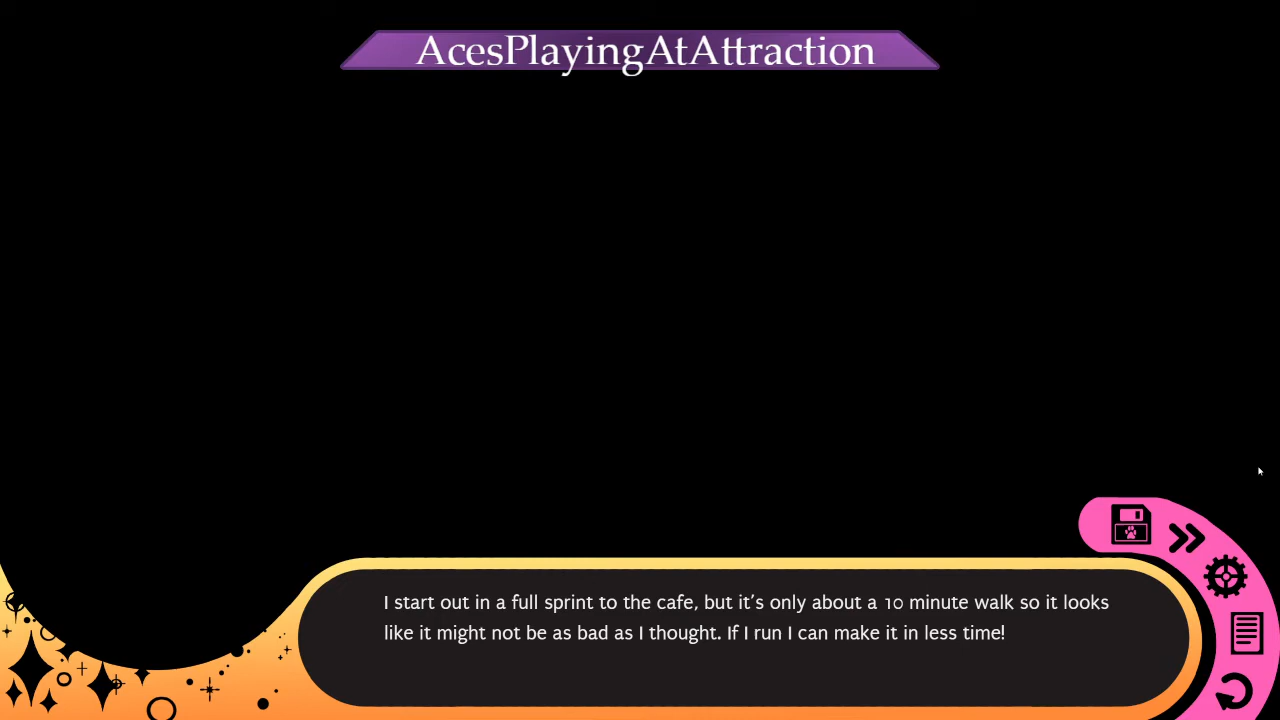 AcesPlayingAtAttraction
I start out in a full sprint to the cafe, but it's only about a 10 minute walk so it looks
like it might not be as bad as I thought. If I run I can make it in less time!